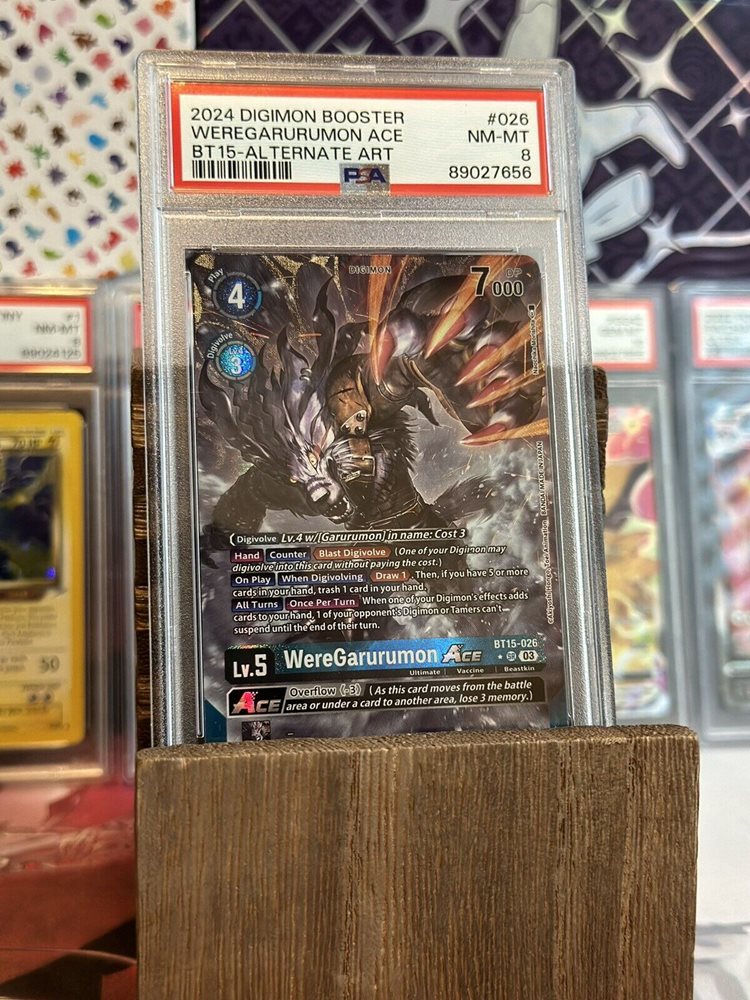 2024 DIGIMON BOOSTER #026
WEREGARURUMON ACE NM-MT
BT15-ALTERNATE ART 8
PSA 89027656
NM-MT
89024125
Play
4
DIGIMON
DP
7000
Digivolve
Lv.4
3
BANDAI MADE IN JAPAN
Digivolve Lv.4 w/[Garurumon] in name: Cost 3
Hand Counter Blast Digivolve (One of your Digimon may
digivolve into this card without paying the cost.)
On Play When Digivolving Draw 1. Then, if you have 5 or more
cards in your hand, trash 1 card in your hand.
All Turns Once Per Turn When one of your Digimon's effects adds
cards to your hand, 1 of your opponent's Digimon or Tamers can't
suspend until the end of their turn.
BT15-026
Lv.5 WereGarurumon ACE SR 03
Ultimate Vaccine Beastkin
ACE Overflow ⟨-3⟩ (As this card moves from the battle
area or under a card to another area, lose 3 memory.)
50